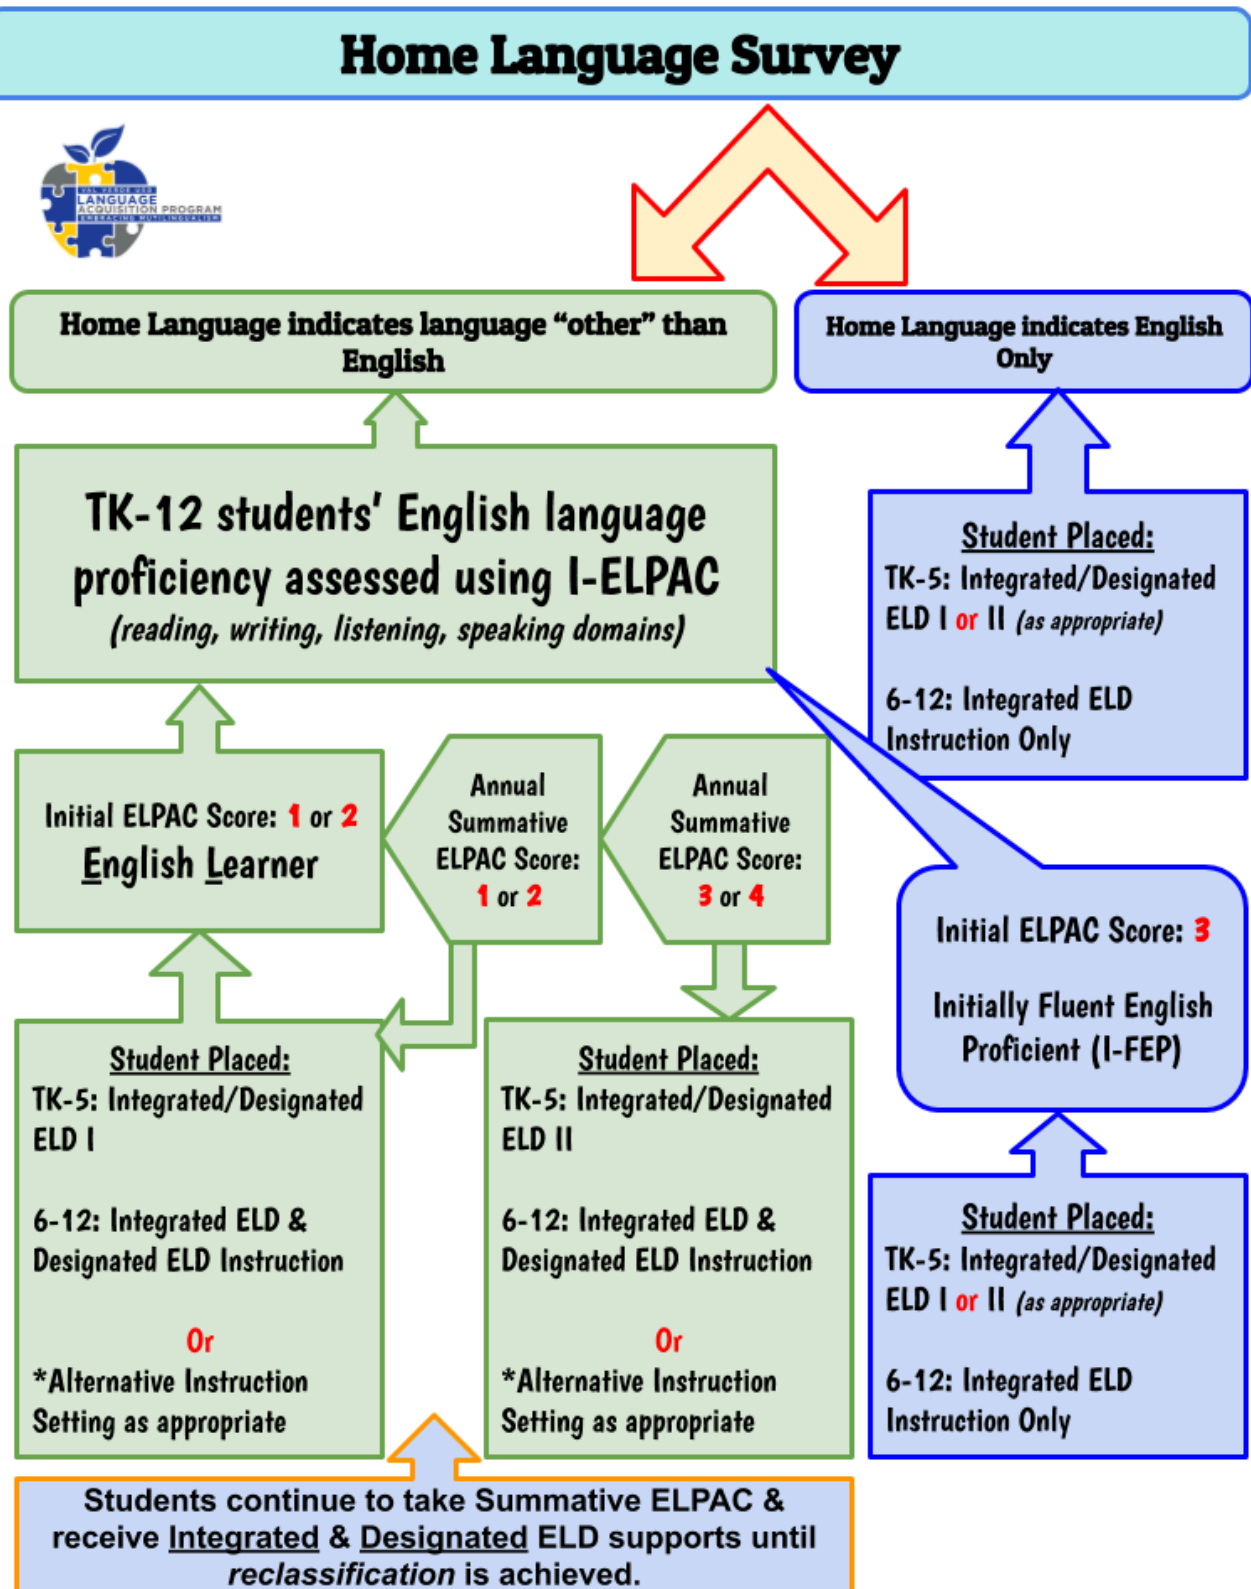 Home Language Survey
VAL VERDE USD
LANGUAGE
ACQUISITION PROGRAM
EMBRACING MUTILINGUALISM
Home Language indicates language “other” than
English
Home Language indicates English
Only
TK-12 students’ English language
proficiency assessed using I-ELPAC
(reading, writing, listening, speaking domains)
Student Placed:
TK-5: Integrated/Designated
ELD I or II (as appropriate)
6-12: Integrated ELD
Instruction Only
Initial ELPAC Score: 1 or 2
English Learner
Annual
Summative
ELPAC Score:
1 or 2
Annual
Summative
ELPAC Score:
3 or 4
Initial ELPAC Score: 3
Initially Fluent English
Proficient (I-FEP)
Student Placed:
TK-5: Integrated/Designated
ELD I
6-12: Integrated ELD &
Designated ELD Instruction
Or
*Alternative Instruction
Setting as appropriate
Student Placed:
TK-5: Integrated/Designated
ELD II
6-12: Integrated ELD &
Designated ELD Instruction
Or
*Alternative Instruction
Setting as appropriate
Student Placed:
TK-5: Integrated/Designated
ELD I or II (as appropriate)
6-12: Integrated ELD
Instruction Only
Students continue to take Summative ELPAC &
receive Integrated & Designated ELD supports until
reclassification is achieved.